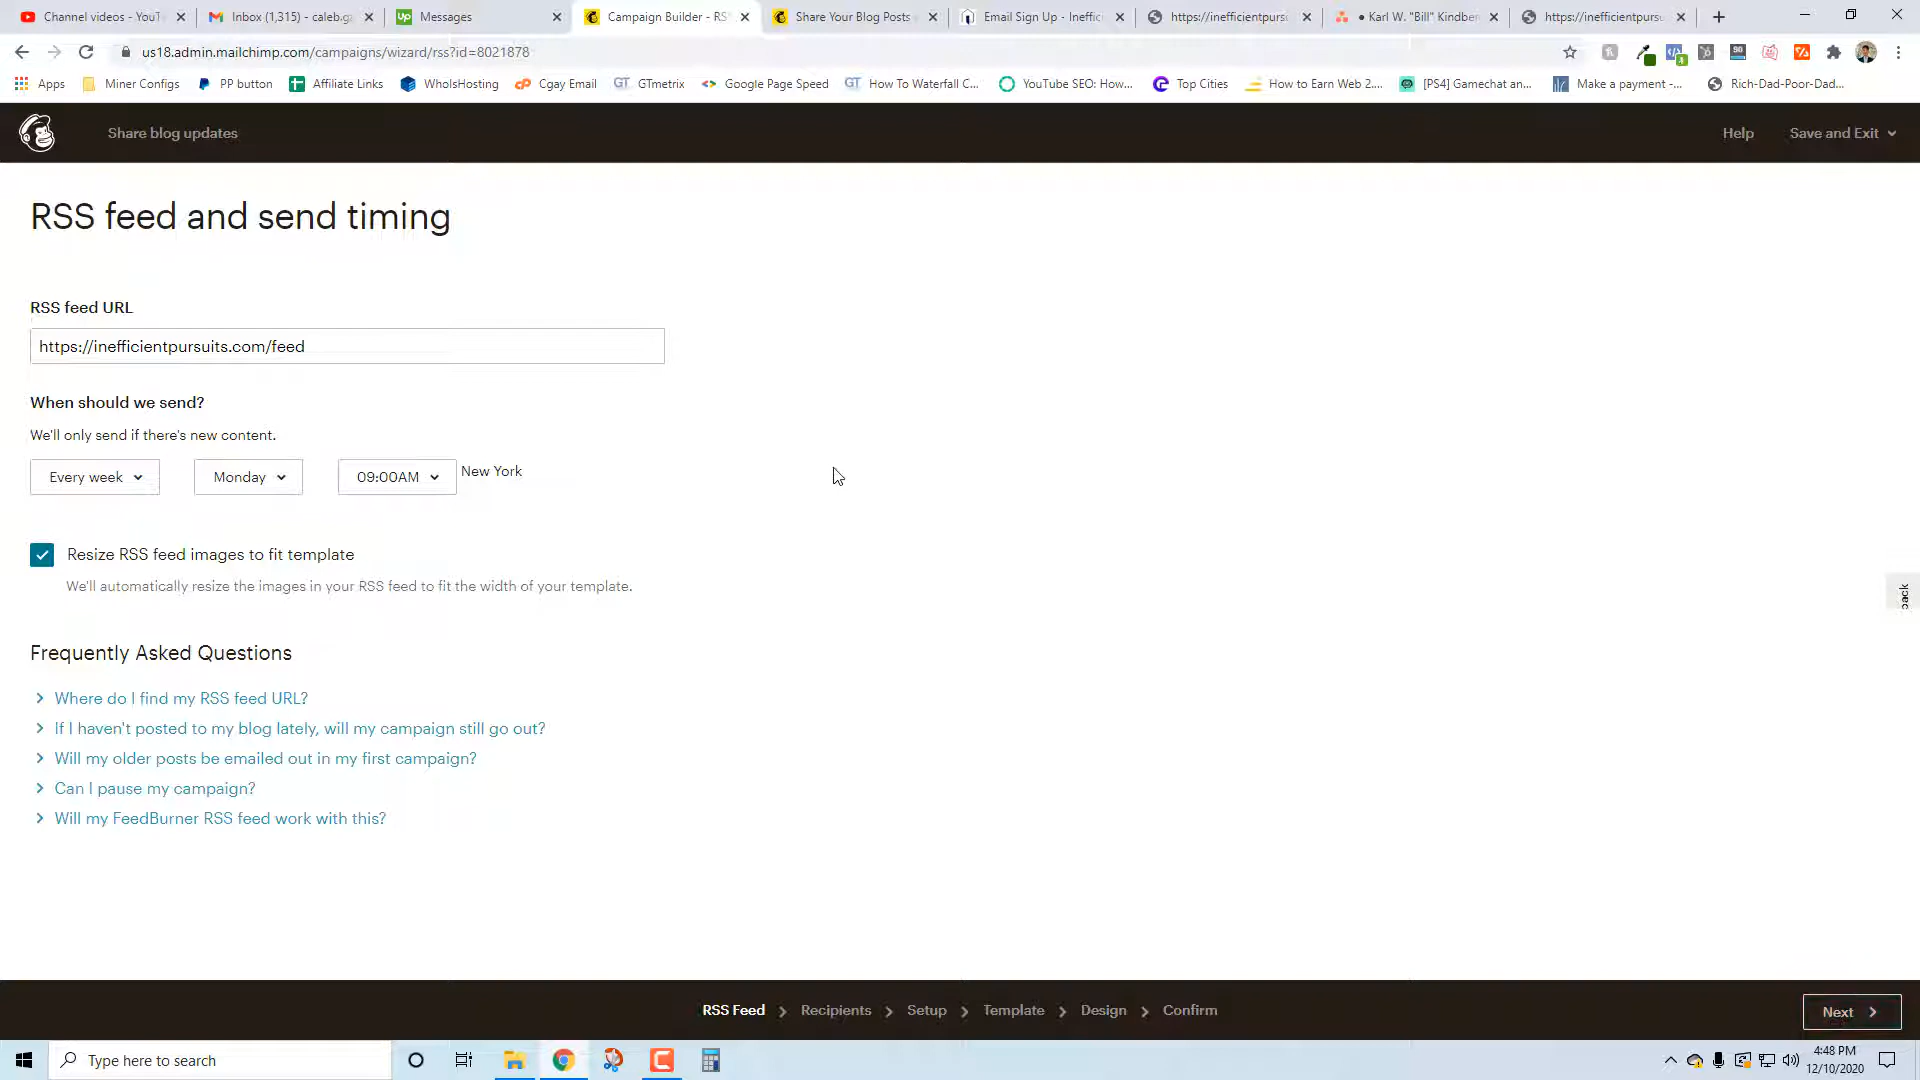 Channel videos - YouT
Inbox (1,315) - caleb.g
Up Messages
Campaign Builder - RS
Share Your Blog Posts
Email Sign Up - Ineffic
https://inefficientpurs
Karl W. "Bill" Kindber
https://inefficientpurs
us18.admin.mailchimp.com/campaigns/wizard/rss?id=8021878
Apps
Miner Configs
PP button
Affiliate Links
WhoIsHosting
Cgay Email
GT GTmetrix
Google Page Speed
GT How To Waterfall C...
YouTube SEO: How...
Top Cities
How to Earn Web 2....
[PS4] Gamechat an...
Make a payment -...
Rich-Dad-Poor-Dad...
Share blog updates
Help
Save and Exit
RSS feed and send timing
RSS feed URL
https://inefficientpursuits.com/feed
When should we send?
We'll only send if there's new content.
Every week
Monday
09:00AM
New York
Resize RSS feed images to fit template
We'll automatically resize the images in your RSS feed to fit the width of your template.
Frequently Asked Questions
Where do I find my RSS feed URL?
If I haven't posted to my blog lately, will my campaign still go out?
Will my older posts be emailed out in my first campaign?
Can I pause my campaign?
Will my FeedBurner RSS feed work with this?
RSS Feed
Recipients
Setup
Template
Design
Confirm
Next
Type here to search
4:48 PM
12/10/2020